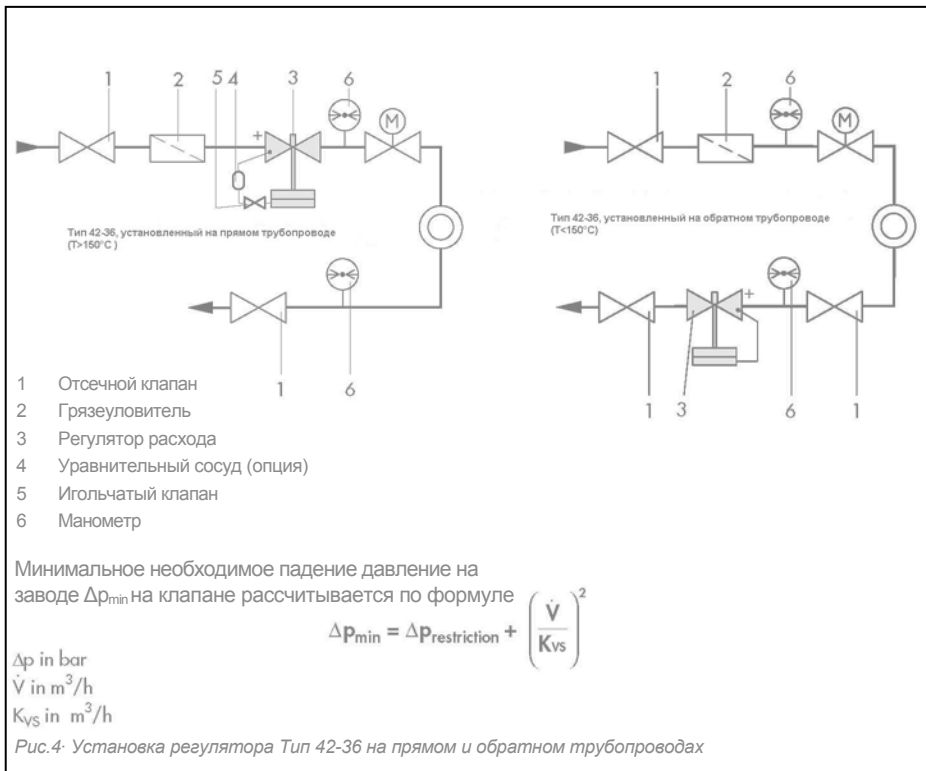 1 2 5 4 3 6
M
+
Тип 42-36, установленный на прямом трубопроводе
(T>150°C )
1 6
1 2 6
M
Тип 42-36, установленный на обратном трубопроводе
(T<150°C)
+
1 3 6 1
1 Отсечной клапан
2 Грязеуловитель
3 Регулятор расхода
4 Уравнительный сосуд (опция)
5 Игольчатый клапан
6 Манометр
Минимальное необходимое падение давление на
заводе Δpmin на клапане рассчитывается по формуле
Δpmin = Δprestriction + (V̇/Kvs)²
Δp in bar
V̇ in m³/h
KVS in m³/h
Рис.4· Установка регулятора Тип 42-36 на прямом и обратном трубопроводах